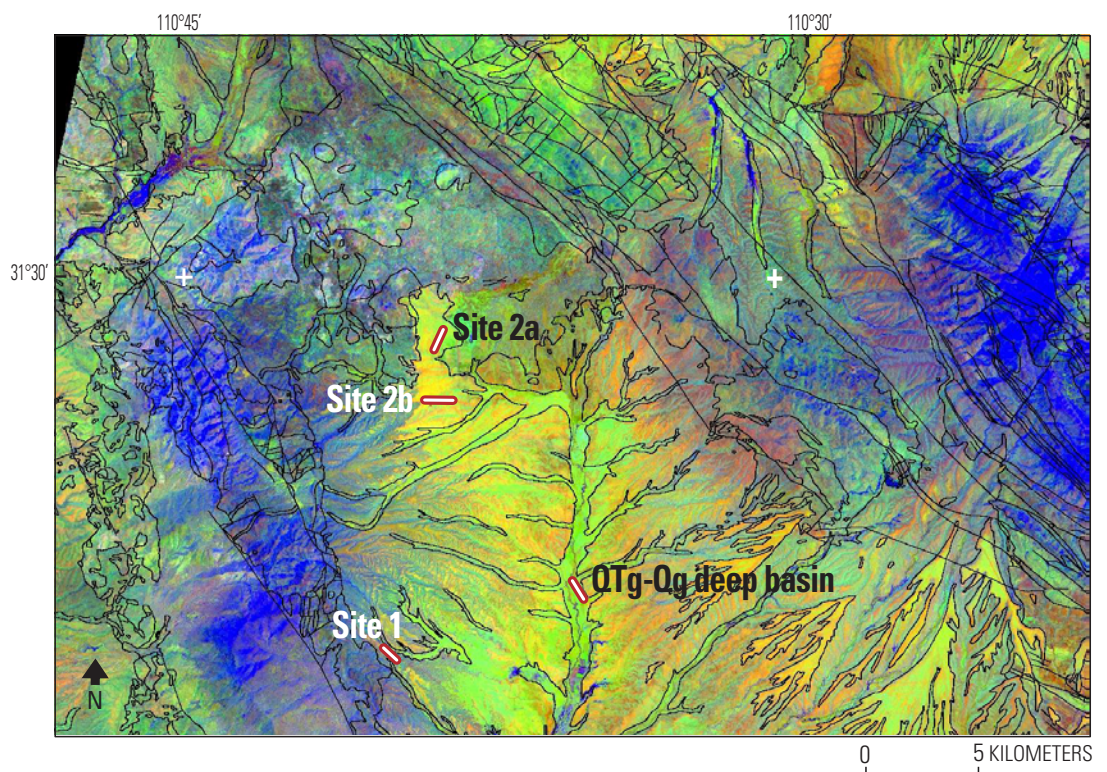 110°45’
110°30’
31°30’
Site 2a
Site 2b
QTg-Qg deep basin
Site 1
N
0 5 KILOMETERS